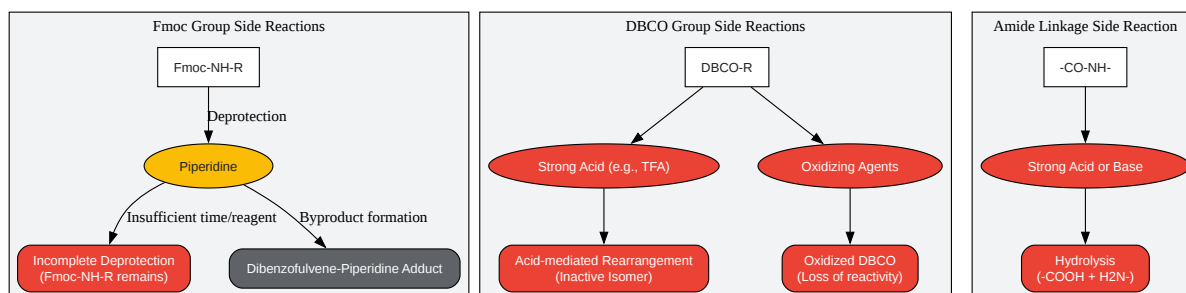 Fmoc Group Side Reactions
Fmoc-NH-R
Deprotection
Piperidine
Insufficient time/reagent
Byproduct formation
Incomplete Deprotection
(Fmoc-NH-R remains)
Dibenzofulvene-Piperidine Adduct
DBCO Group Side Reactions
DBCO-R
Strong Acid (e.g., TFA)
Oxidizing Agents
Acid-mediated Rearrangement
(Inactive Isomer)
Oxidized DBCO
(Loss of reactivity)
Amide Linkage Side Reaction
-CO-NH-
Strong Acid or Base
Hydrolysis
(-COOH + H2N-)